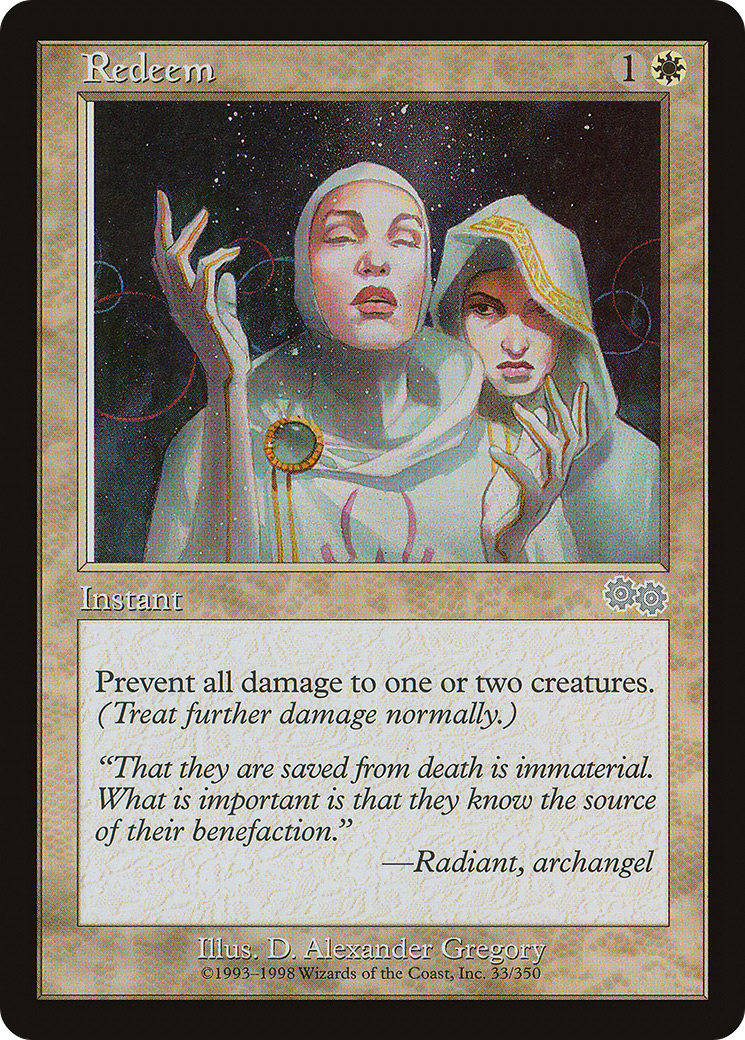 Redeem 1
Instant
Prevent all damage to one or two creatures.
(Treat further damage normally.)
“That they are saved from death is immaterial.
What is important is that they know the source
of their benefaction.”
—Radiant, archangel
Illus. D. Alexander Gregory
©1993–1998 Wizards of the Coast, Inc. 33/350